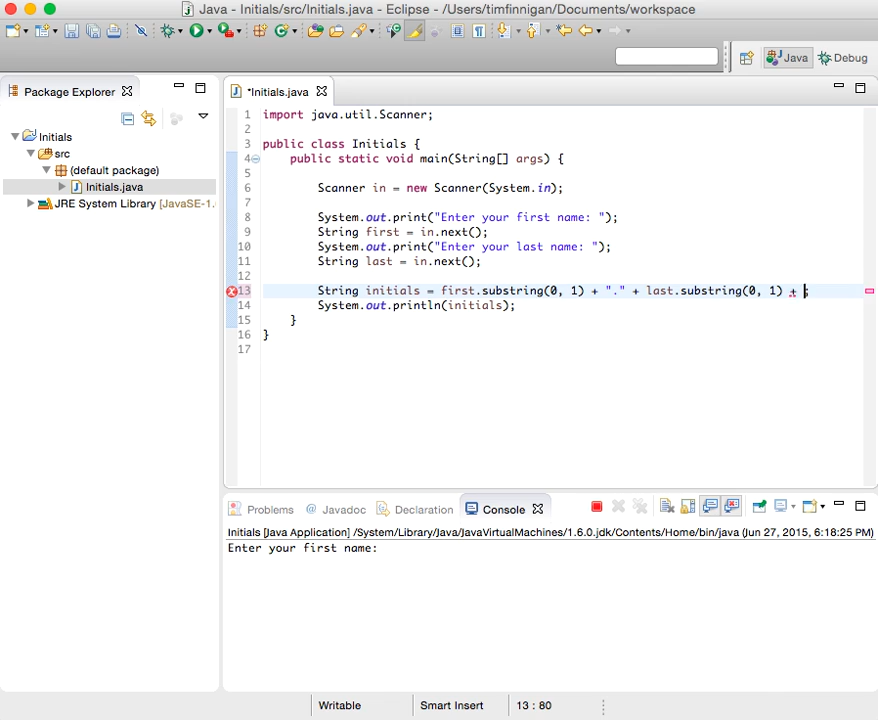 Java - Initials/src/Initials.java - Eclipse - /Users/timfinnigan/Documents/workspace
Java
Debug
Package Explorer
Initials
src
(default package)
Initials.java
JRE System Library [JavaSE-1.
*Initials.java
1 import java.util.Scanner;
2
3 public class Initials {
4 public static void main(String[] args) {
5
6 Scanner in = new Scanner(System.in);
7
8 System.out.print("Enter your first name: ");
9 String first = in.next();
10 System.out.print("Enter your last name: ");
11 String last = in.next();
12
13 String initials = first.substring(0, 1) + "." + last.substring(0, 1) + ;
14 System.out.println(initials);
15 }
16 }
17
Problems @ Javadoc Declaration Console
Initials [Java Application] /System/Library/Java/JavaVirtualMachines/1.6.0.jdk/Contents/Home/bin/java (Jun 27, 2015, 6:18:25 PM)
Enter your first name:
Writable Smart Insert 13 : 80